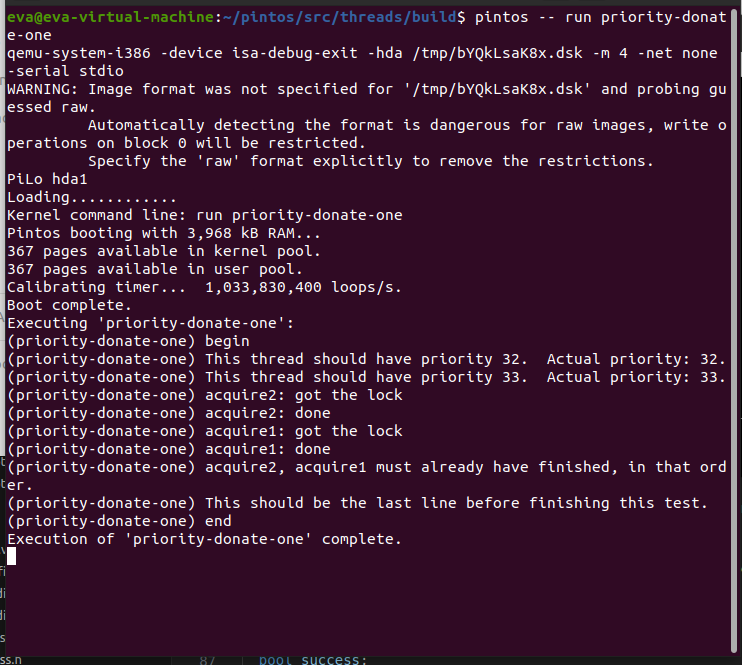 eva@eva-virtual-machine:~/pintos/src/threads/build$ pintos -- run priority-donat
e-one
qemu-system-i386 -device isa-debug-exit -hda /tmp/bYQkLsaK8x.dsk -m 4 -net none
-serial stdio
WARNING: Image format was not specified for '/tmp/bYQkLsaK8x.dsk' and probing gu
essed raw.
         Automatically detecting the format is dangerous for raw images, write o
perations on block 0 will be restricted.
         Specify the 'raw' format explicitly to remove the restrictions.
PiLo hda1
Loading............
Kernel command line: run priority-donate-one
Pintos booting with 3,968 kB RAM...
367 pages available in kernel pool.
367 pages available in user pool.
Calibrating timer...  1,033,830,400 loops/s.
Boot complete.
Executing 'priority-donate-one':
(priority-donate-one) begin
(priority-donate-one) This thread should have priority 32.  Actual priority: 32.
(priority-donate-one) This thread should have priority 33.  Actual priority: 33.
(priority-donate-one) acquire2: got the lock
(priority-donate-one) acquire2: done
(priority-donate-one) acquire1: got the lock
(priority-donate-one) acquire1: done
(priority-donate-one) acquire2, acquire1 must already have finished, in that ord
er.
(priority-donate-one) This should be the last line before finishing this test.
(priority-donate-one) end
Execution of 'priority-donate-one' complete.
ss.h 87 bool success;